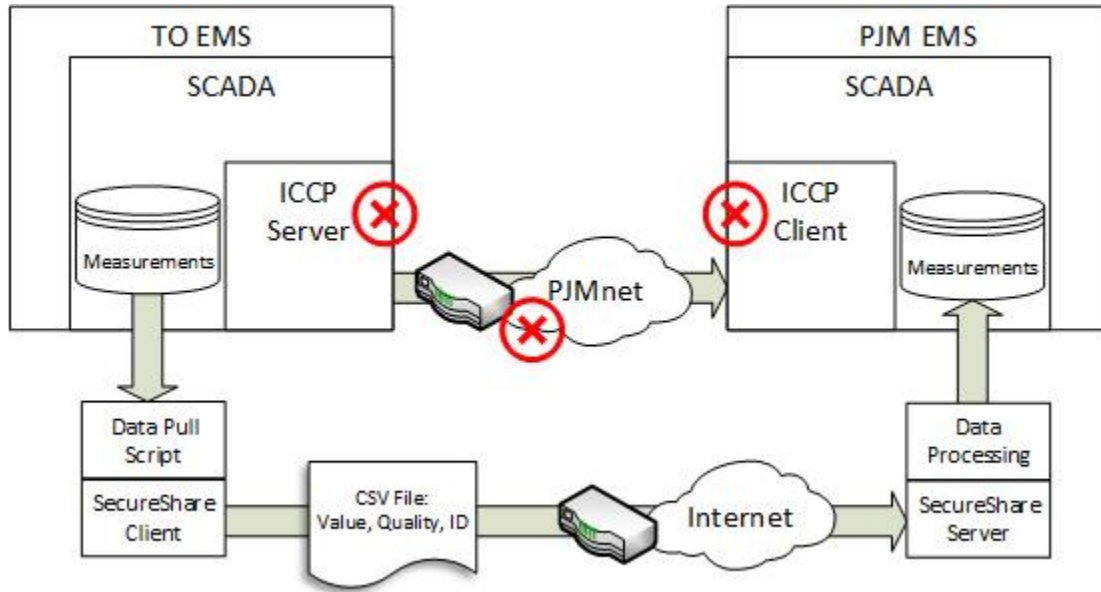 TO EMS
SCADA
ICCP
Server
Measurements
PJMnet
PJM EMS
SCADA
ICCP
Client
Measurements
Data Pull
Script
SecureShare
Client
CSV File:
Value, Quality, ID
Internet
Data
Processing
SecureShare
Server